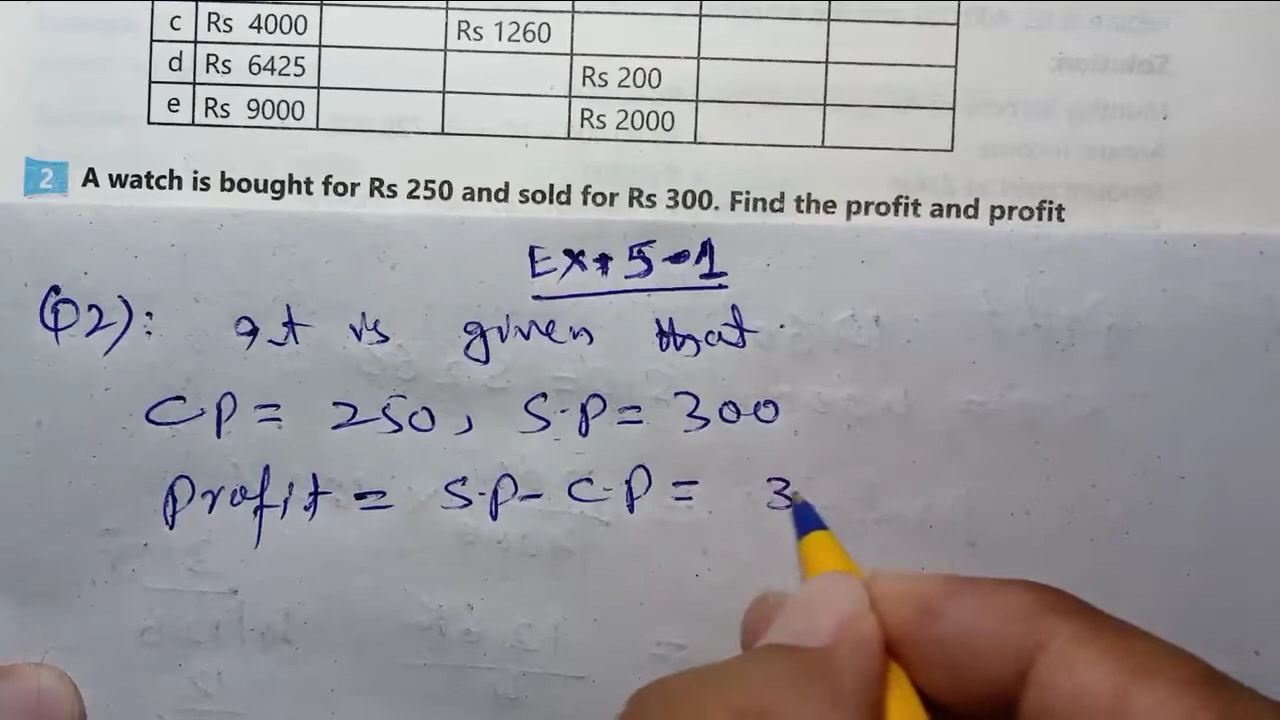 c Rs 4000 Rs 1260
d Rs 6425 Rs 200
e Rs 9000 Rs 2000
2 A watch is bought for Rs 250 and sold for Rs 300. Find the profit and profit
Ex 5-1
Q2): It is given that
CP = 250, S.P = 300
Profit = S.P - C.P = 3
Solution: